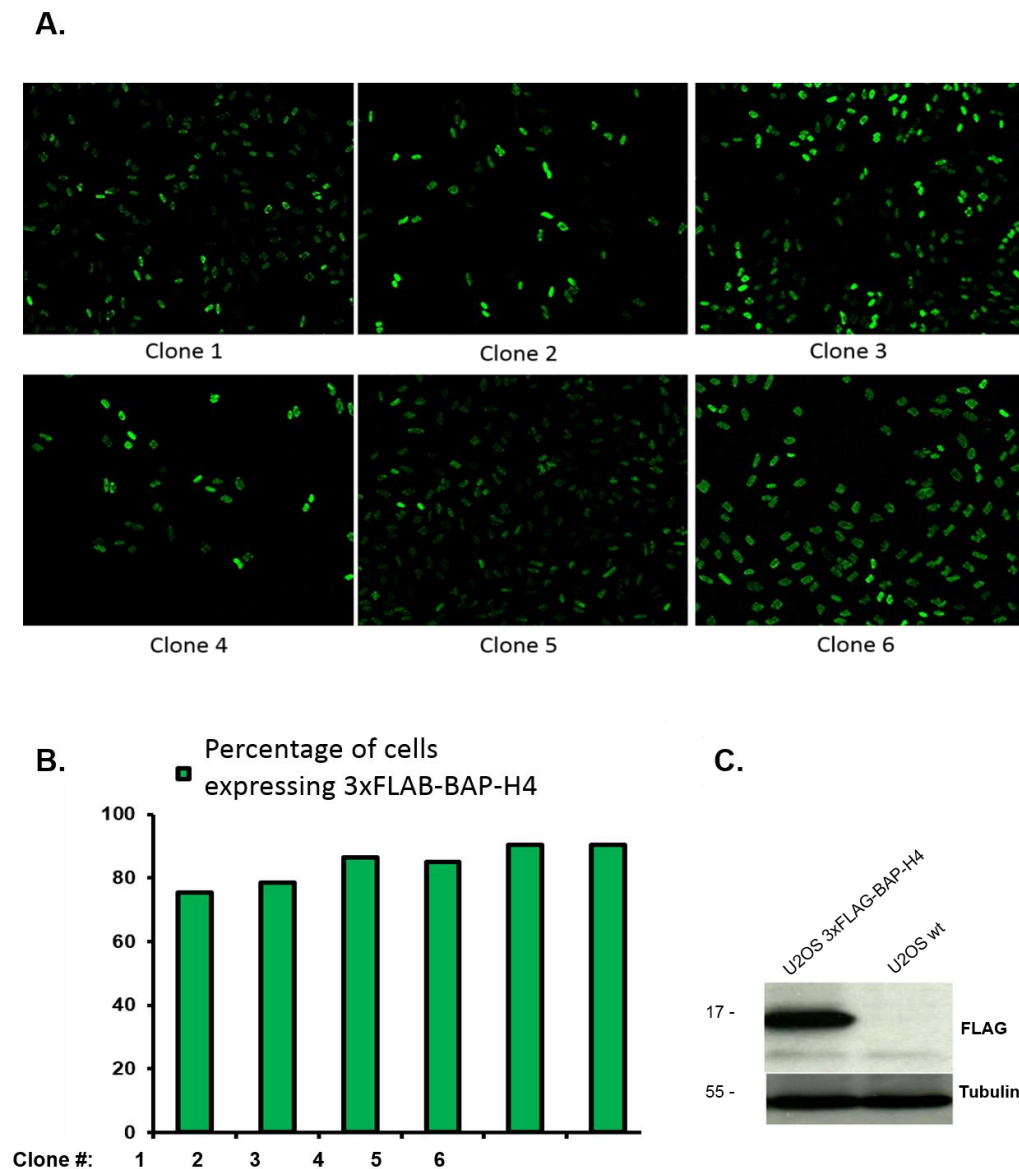 A.
Clone 1
Clone 2
Clone 3
Clone 4
Clone 5
Clone 6
B.
Percentage of cells
expressing 3xFLAB-BAP-H4
100
80
60
40
20
0
Clone #: 1 2 3 4 5 6
C.
U2OS 3xFLAG-BAP-H4
U2OS wt
17 -
FLAG
55 -
Tubulin